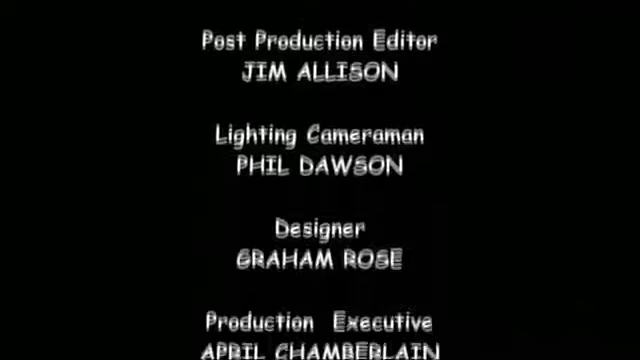 Post Production Editor
JIM ALLISON
Lighting Cameraman
PHIL DAWSON
Designer
GRAHAM ROSE
Production Executive
APRIL CHAMBERLAIN